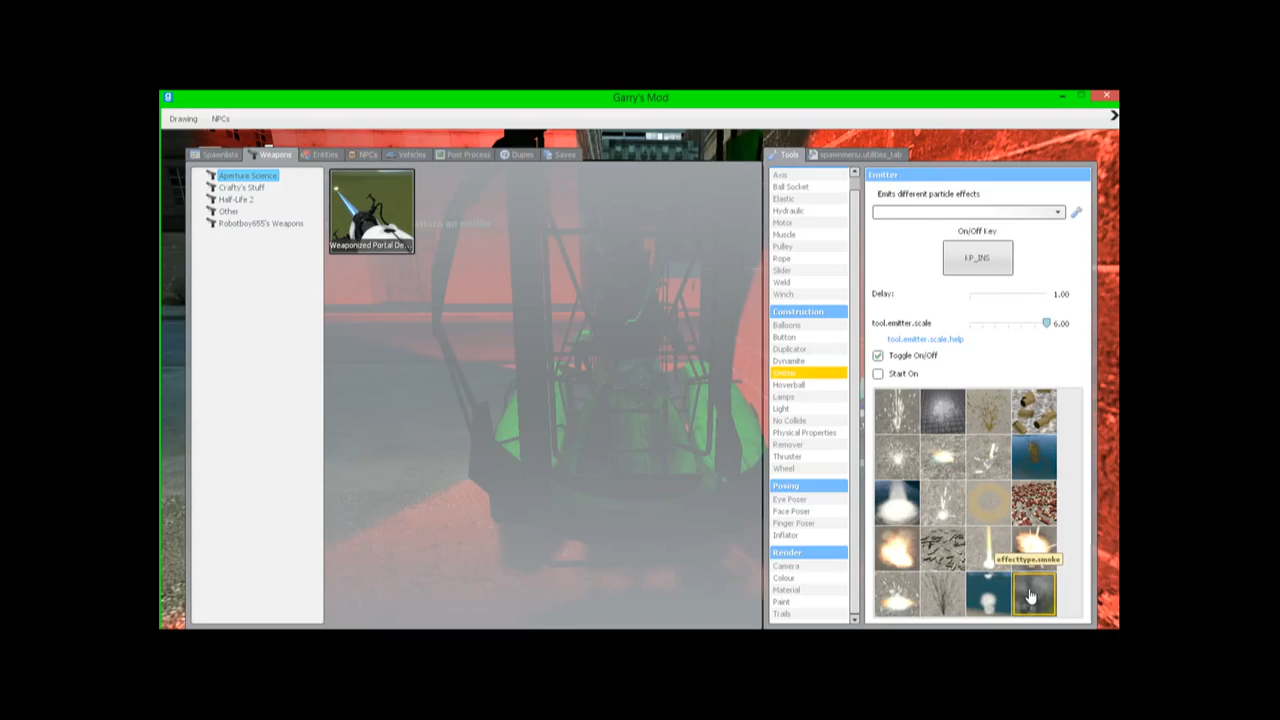 Garry's Mod
Drawing NPCs
Spawnlists Weapons Entities NPCs Vehicles Post Process Dupes Saves
Tools spawnmenu.utilities_tab
Aperture Science
Crafty's Stuff
Half-Life 2
Other
Robotboy655's Weapons
Weaponized Portal De...
attach an emitter
Axis
Ball Socket
Elastic
Hydraulic
Motor
Muscle
Pulley
Rope
Slider
Weld
Winch
Construction
Balloons
Button
Duplicator
Dynamite
Emitter
Hoverball
Lamps
Light
No Collide
Physical Properties
Remover
Thruster
Wheel
Posing
Eye Poser
Face Poser
Finger Poser
Inflator
Render
Camera
Colour
Material
Paint
Trails
Emitter
Emits different particle effects
On/Off Key
KP_INS
Delay: 1.00
tool.emitter.scale 6.00
tool.emitter.scale.help
Toggle On/Off
Start On
effecttype.smoke